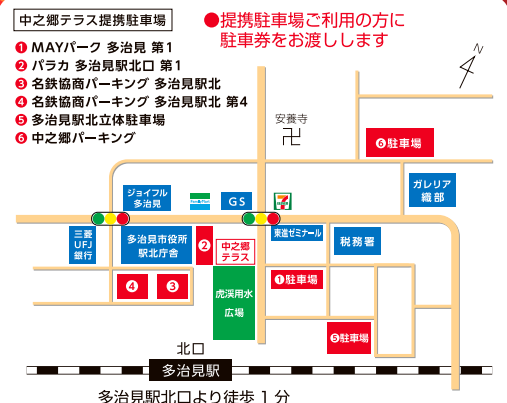 中之郷テラス提携駐車場
●提携駐車場ご利用の方に
駐車券をお渡しします
❶ MAYパーク 多治見 第1
❷ パラカ 多治見駅北口 第1
❸ 名鉄協商パーキング 多治見駅北
❹ 名鉄協商パーキング 多治見駅北 第4
❺ 多治見駅北立体駐車場
❻ 中之郷パーキング
N
安養寺
卍
❻駐車場
ジョイフル
多治見
GS
ガレリア
織部
三菱
UFJ
銀行
多治見市役所
駅北庁舎
❷
中之郷
テラス
東進ゼミナール
税務署
❹
❸
虎渓用水
広場
❶駐車場
❺駐車場
北口
多治見駅
多治見駅北口より徒歩 1 分